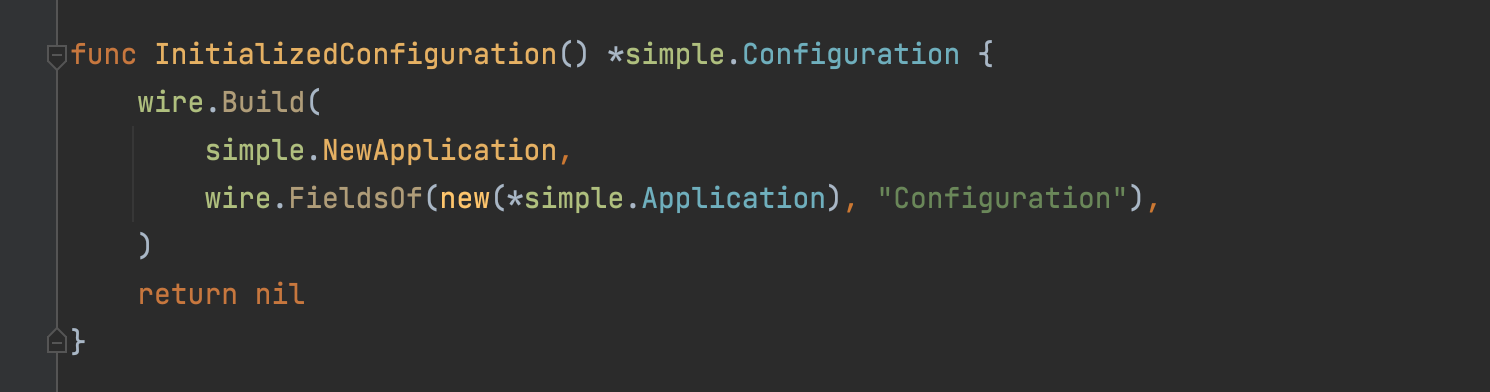 func InitializedConfiguration() *simple.Configuration {
    wire.Build(
        simple.NewApplication,
        wire.FieldsOf(new(*simple.Application), "Configuration"),
    )
    return nil
}